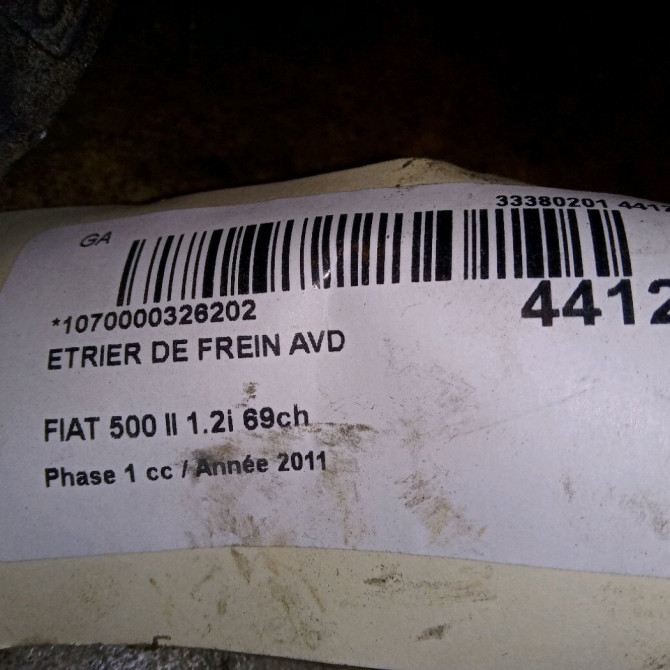 GA
33380201 4412
*1070000326202
4412
ETRIER DE FREIN AVD
FIAT 500 II 1.2i 69ch
Phase 1 cc / Année 2011